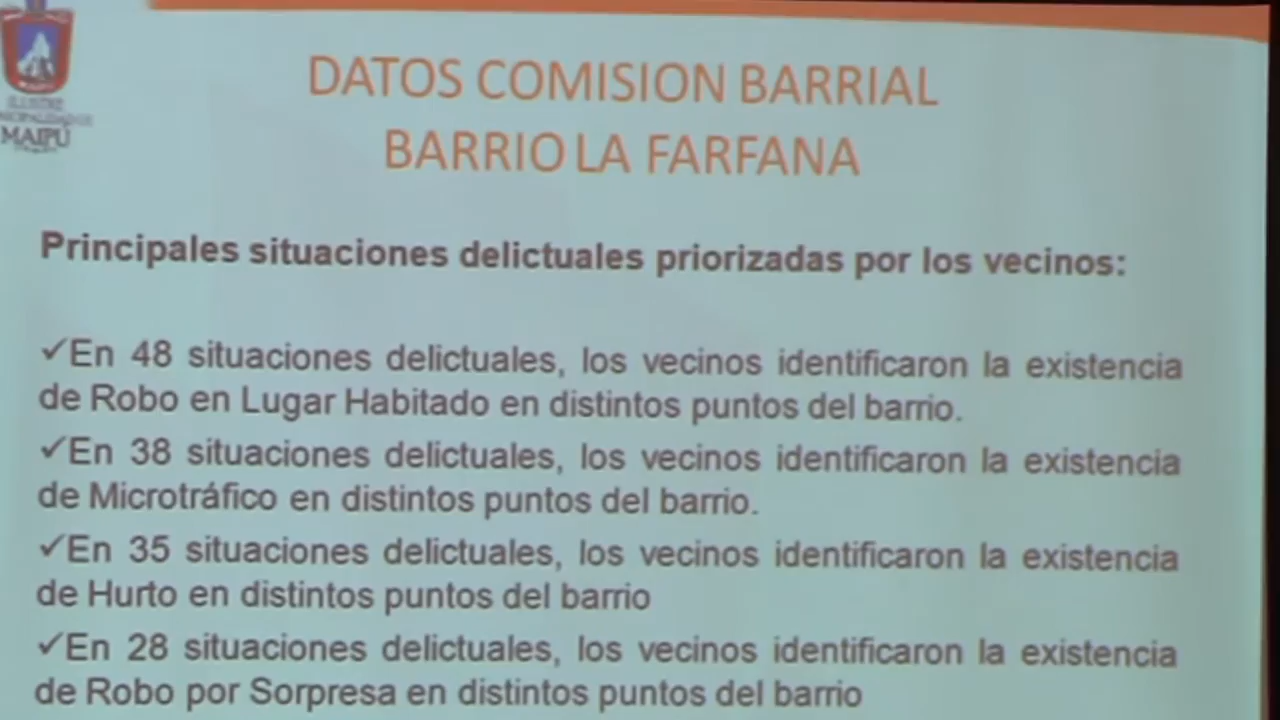 MAIPÚ
DATOS COMISION BARRIAL
BARRIO LA FARFANA
Principales situaciones delictuales priorizadas por los vecinos:
✓En 48 situaciones delictuales, los vecinos identificaron la existencia
de Robo en Lugar Habitado en distintos puntos del barrio.
✓En 38 situaciones delictuales, los vecinos identificaron la existencia
de Microtráfico en distintos puntos del barrio.
✓En 35 situaciones delictuales, los vecinos identificaron la existencia
de Hurto en distintos puntos del barrio
✓En 28 situaciones delictuales, los vecinos identificaron la existencia
de Robo por Sorpresa en distintos puntos del barrio